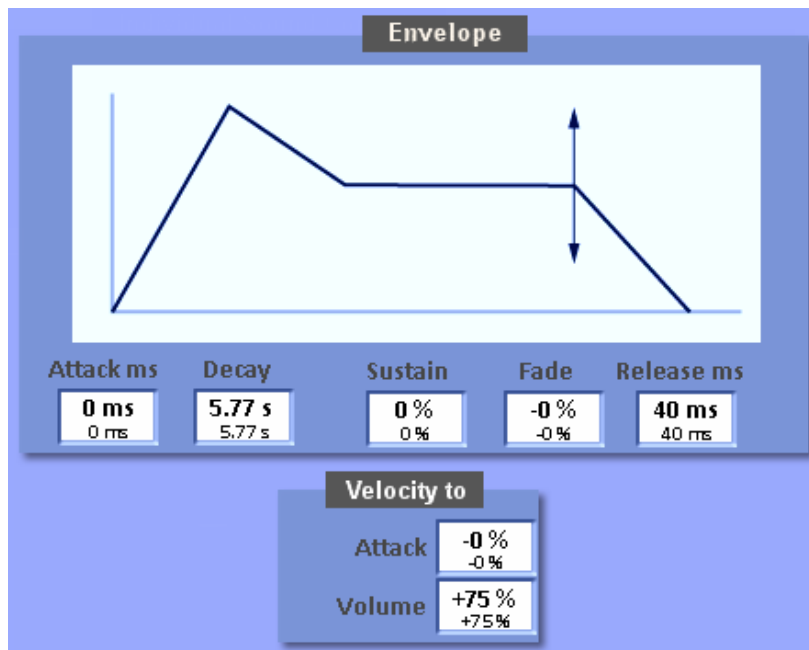 Envelope
Attack ms
Decay
Sustain
Fade
Release ms
0 ms
0 ms
5.77 s
5.77 s
0 %
0 %
-0 %
-0 %
40 ms
40 ms
Velocity to
Attack
-0 %
-0 %
Volume
+75 %
+75 %